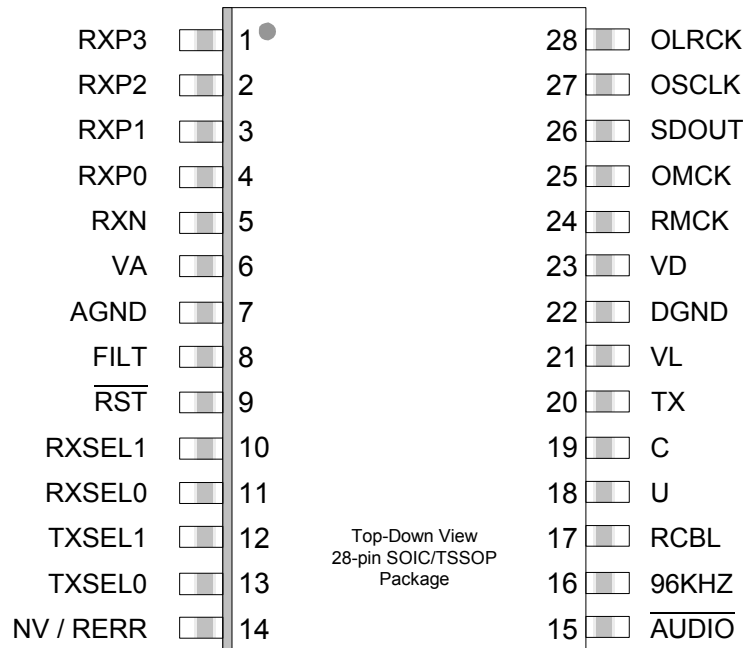 RXP3 1 28 OLRCK
RXP2 2 27 OSCLK
RXP1 3 26 SDOUT
RXP0 4 25 OMCK
RXN 5 24 RMCK
VA 6 23 VD
AGND 7 22 DGND
FILT 8 21 VL
RST 9 20 TX
RXSEL1 10 19 C
RXSEL0 11 18 U
TXSEL1 12 Top-Down View 17 RCBL
28-pin SOIC/TSSOP
TXSEL0 13 Package 16 96KHZ
NV / RERR 14 15 AUDIO